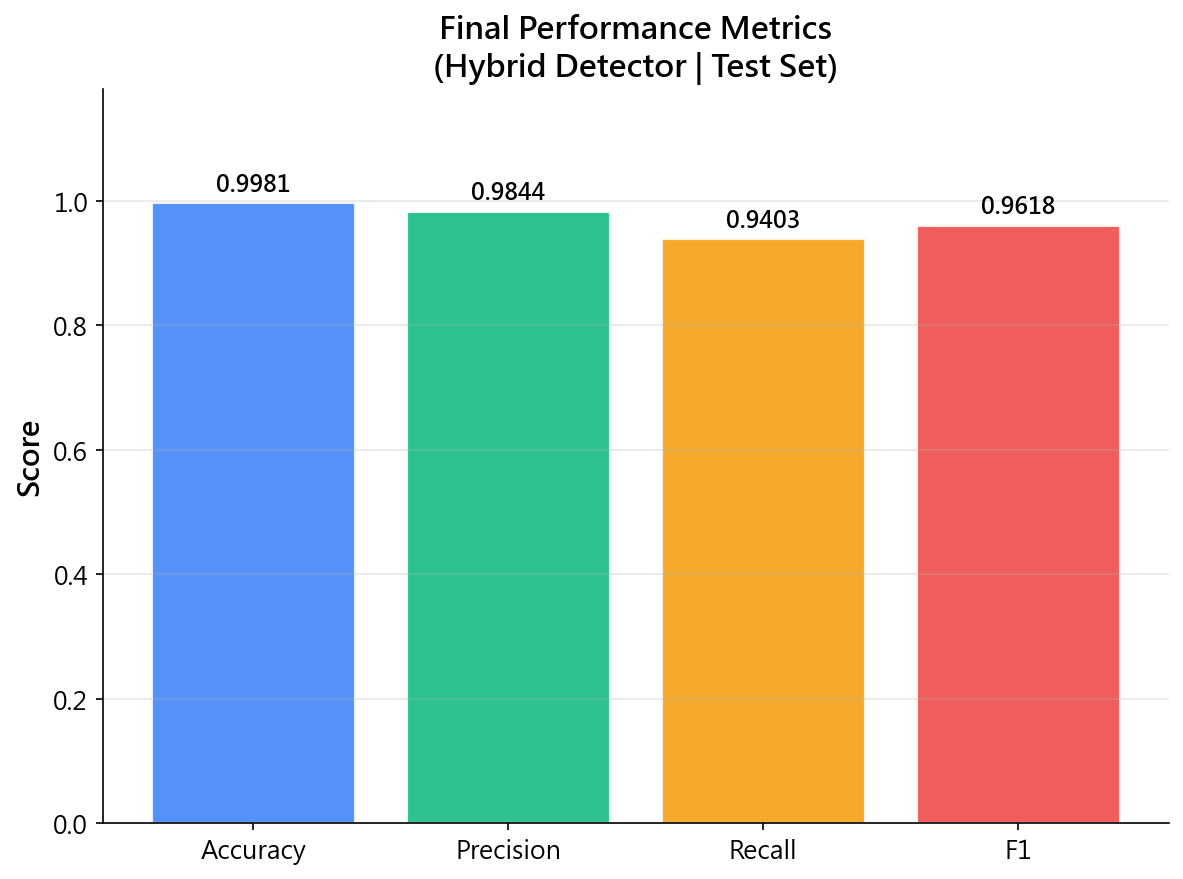 Final Performance Metrics
(Hybrid Detector | Test Set)
0.9981
0.9844
0.9403
0.9618
1.0
0.8
0.6
0.4
0.2
0.0
Score
Accuracy
Precision
Recall
F1